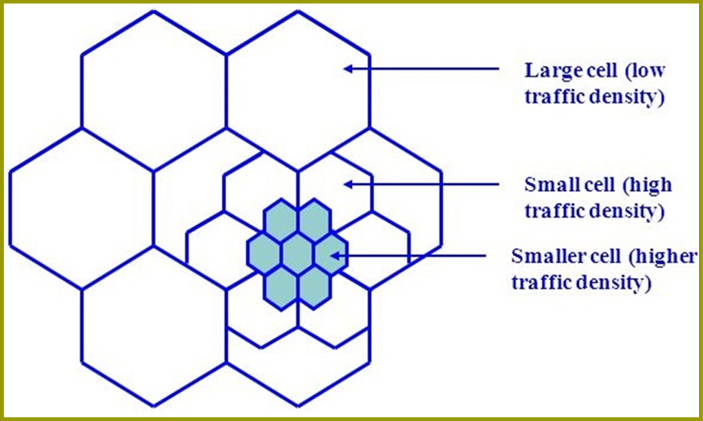 Large cell (low
traffic density)
Small cell (high
traffic density)
Smaller cell (higher
traffic density)